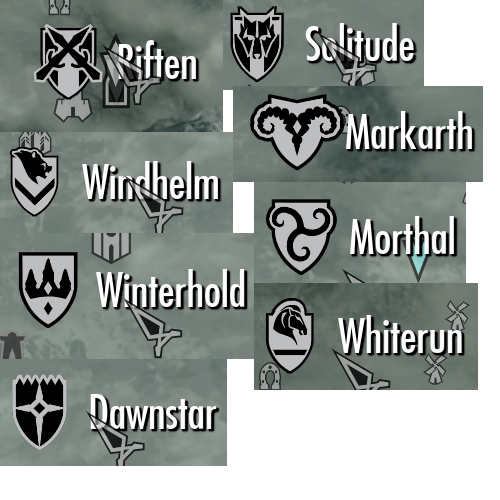 Riften
Solitude
Markarth
Windhelm
Morthal
Winterhold
Whiterun
Dawnstar